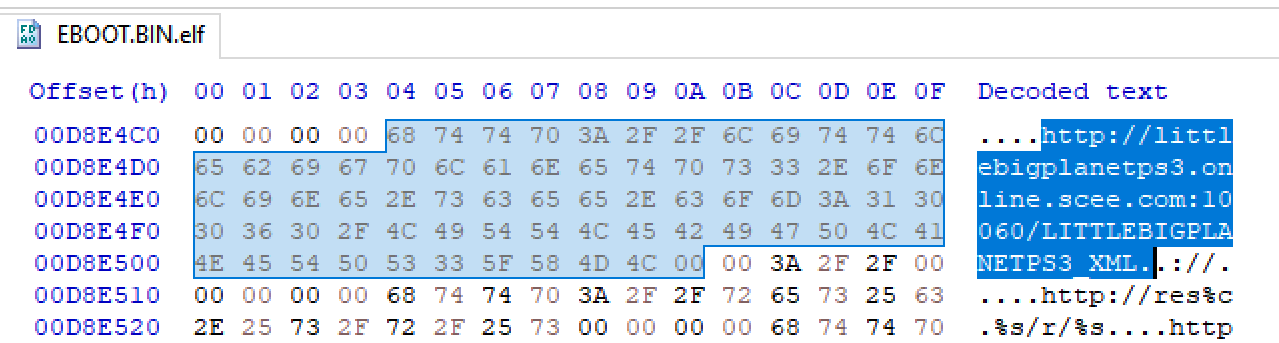 EBOOT.BIN.elf
Offset(h) 00 01 02 03 04 05 06 07 08 09 0A 0B 0C 0D 0E 0F Decoded text
00D8E4C0 00 00 00 00 68 74 74 70 3A 2F 2F 6C 69 74 74 6C ....http://littl
00D8E4D0 65 62 69 67 70 6C 61 6E 65 74 70 73 33 2E 6F 6E ebigplanetps3.on
00D8E4E0 6C 69 6E 65 2E 73 63 65 65 2E 63 6F 6D 3A 31 30 line.scee.com:10
00D8E4F0 30 36 30 2F 4C 49 54 54 4C 45 42 49 47 50 4C 41 060/LITTLEBIGPLA
00D8E500 4E 45 54 50 53 33 5F 58 4D 4C 00 00 3A 2F 2F 00 NETPS3_XML..://.
00D8E510 00 00 00 00 68 74 74 70 3A 2F 2F 72 65 73 25 63 ....http://res%c
00D8E520 2E 25 73 2F 72 2F 25 73 00 00 00 00 68 74 74 70 .%s/r/%s....http